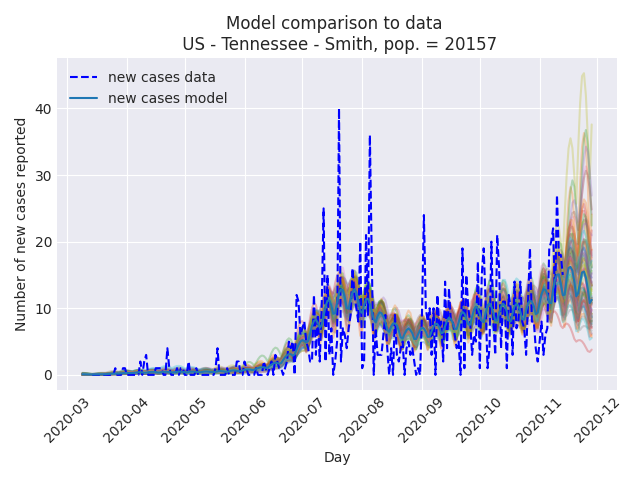 Model comparison to data
US - Tennessee - Smith, pop. = 20157
new cases data
new cases model
Number of new cases reported
40
30
20
10
0
2020-03
2020-04
2020-05
2020-06
2020-07
2020-08
2020-09
2020-10
2020-11
2020-12
Day